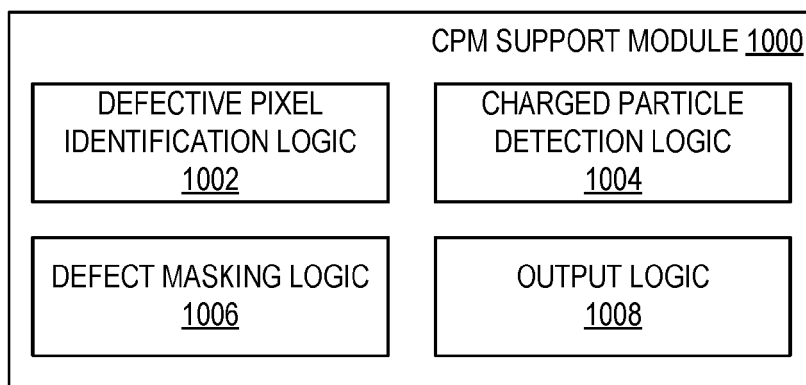 CPM SUPPORT MODULE 1000
DEFECTIVE PIXEL
IDENTIFICATION LOGIC
1002
CHARGED PARTICLE
DETECTION LOGIC
1004
DEFECT MASKING LOGIC
1006
OUTPUT LOGIC
1008